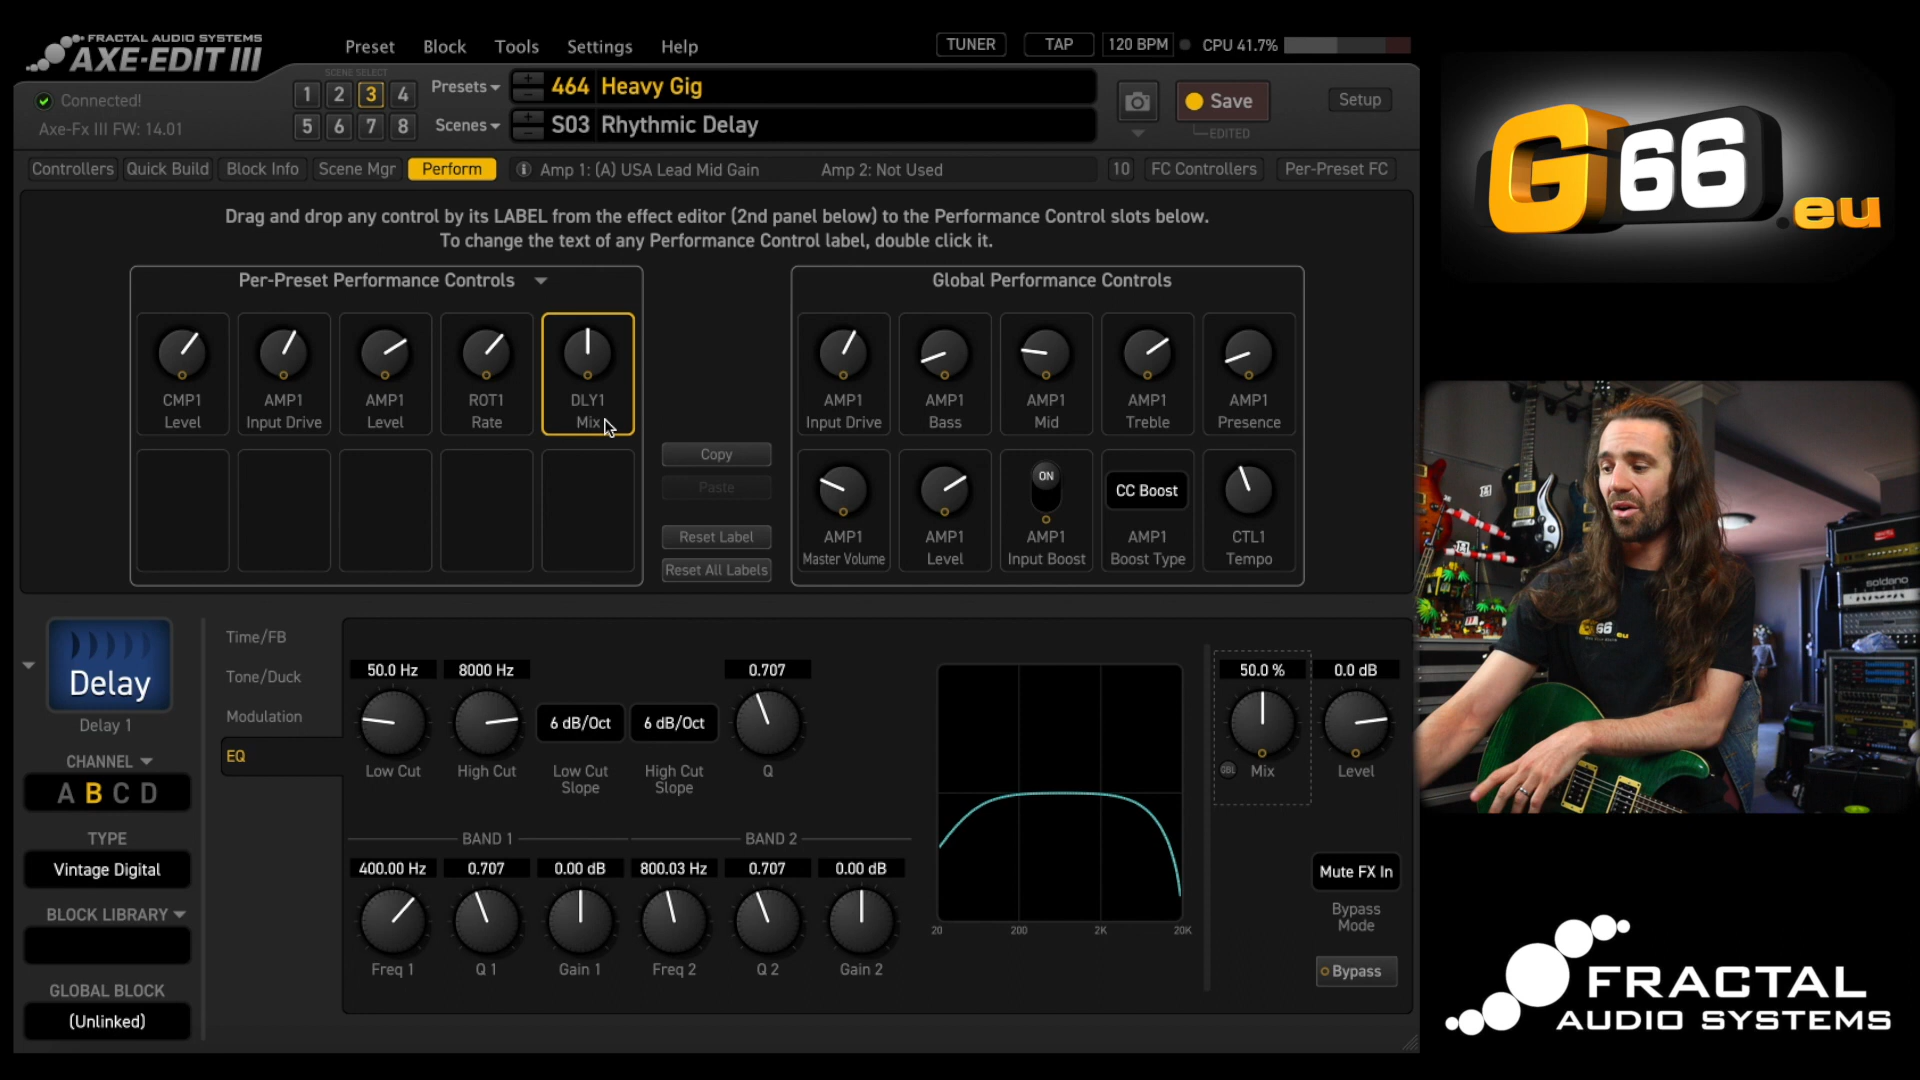 FRACTAL AUDIO SYSTEMS
AXE-EDIT III
Preset Block Tools Settings Help
TUNER TAP 120 BPM CPU 41.7%
Connected!
Axe-Fx III FW: 14.01
SCENE SELECT
1 2 3 4
5 6 7 8
Presets 464 Heavy Gig
Scenes S03 Rhythmic Delay
Save
EDITED
Setup
Controllers Quick Build Block Info Scene Mgr Perform Amp 1: (A) USA Lead Mid Gain Amp 2: Not Used 10 FC Controllers Per-Preset FC
Drag and drop any control by its LABEL from the effect editor (2nd panel below) to the Performance Control slots below.
To change the text of any Performance Control label, double click it.
Per-Preset Performance Controls
CMP1 AMP1 AMP1 ROT1 DLY1
Level Input Drive Level Rate Mix
Copy
Paste
Reset Label
Reset All Labels
Global Performance Controls
AMP1 AMP1 AMP1 AMP1 AMP1
Input Drive Bass Mid Treble Presence
ON CC Boost
AMP1 AMP1 AMP1 AMP1 CTL1
Master Volume Level Input Boost Boost Type Tempo
Delay
Delay 1
CHANNEL
A B C D
TYPE
Vintage Digital
BLOCK LIBRARY
GLOBAL BLOCK
(Unlinked)
Time/FB
Tone/Duck
Modulation
EQ
50.0 Hz 8000 Hz 0.707
6 dB/Oct 6 dB/Oct
Low Cut High Cut Low Cut Slope High Cut Slope Q
BAND 1 BAND 2
400.00 Hz 0.707 0.00 dB 800.03 Hz 0.707 0.00 dB
Freq 1 Q 1 Gain 1 Freq 2 Q 2 Gain 2
20 200 2K 20K
50.0 % 0.0 dB
GBL Mix Level
Mute FX In
Bypass
Mode
Bypass
G66.eu
soldano
G66.eu
FRACTAL
AUDIO SYSTEMS